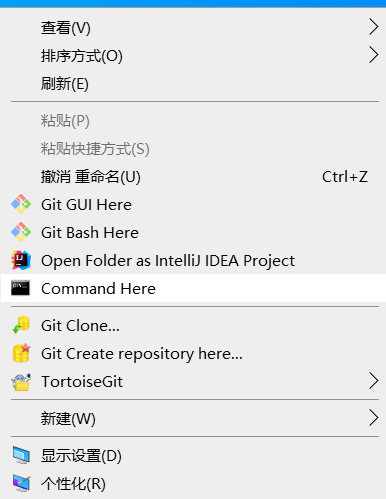 查看(V)
排序方式(O)
刷新(E)
粘贴(P)
粘贴快捷方式(S)
撤消 重命名(U) Ctrl+Z
Git GUI Here
Git Bash Here
Open Folder as IntelliJ IDEA Project
Command Here
Git Clone...
Git Create repository here...
TortoiseGit
新建(W)
显示设置(D)
个性化(R)